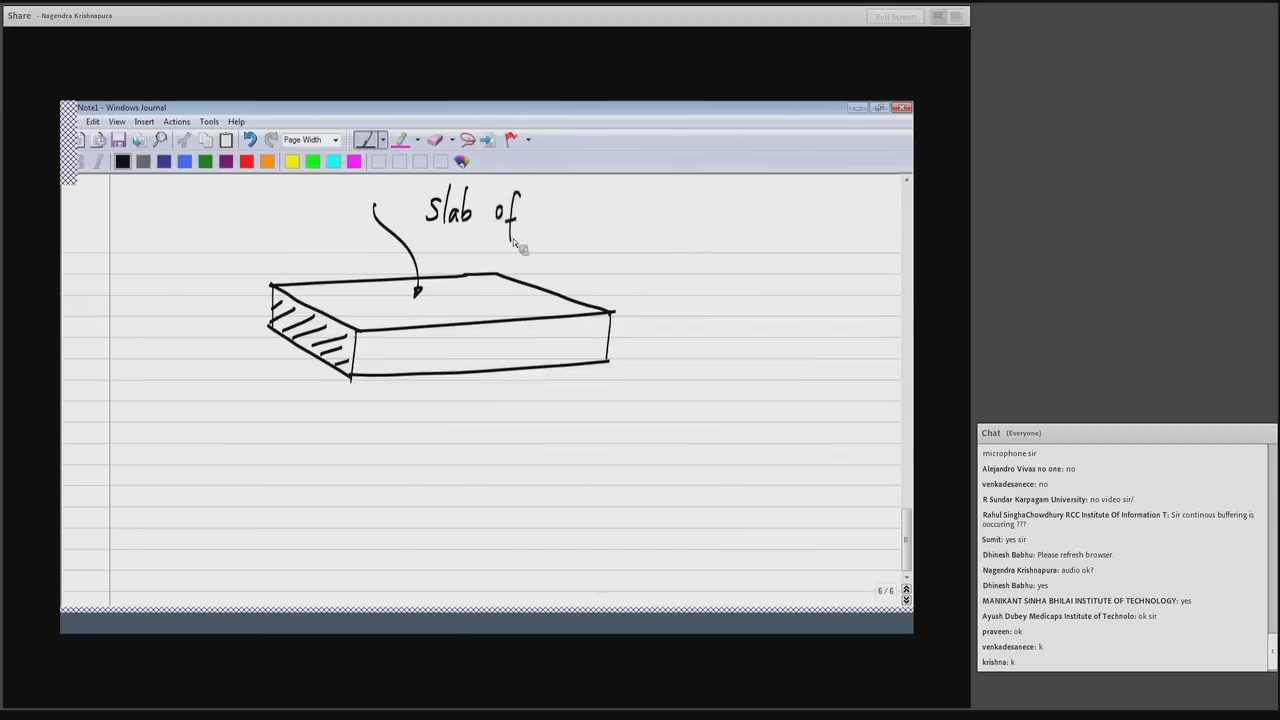 Share - Nagendra Krishnapura
Full Screen
Note1 - Windows Journal
Edit View Insert Actions Tools Help
Page Width
Slab of
6 / 6
Chat (Everyone)
microphone sir
Alejandro Vivas no one: no
venkadesanece: no
R Sundar Karpagam University: no video sir/
Rahul SinghaChowdhury RCC Institute Of Information T: Sir continous buffering is
ooccuring ???
Sumit: yes sir
Dhinesh Babhu: Please refresh browser
Nagendra Krishnapura: audio ok?
Dhinesh Babhu: yes
MANIKANT SINHA BHILAI INSTITUTE OF TECHNOLOGY: yes
Ayush Dubey Medicaps Institute of Technolo: ok sir
praveen: ok
venkadesanece: k
krishna: k